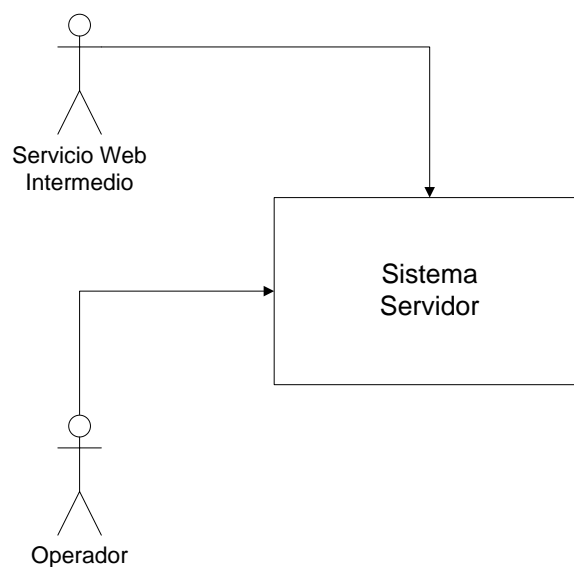 Servicio Web
Intermedio
Sistema
Servidor
Operador